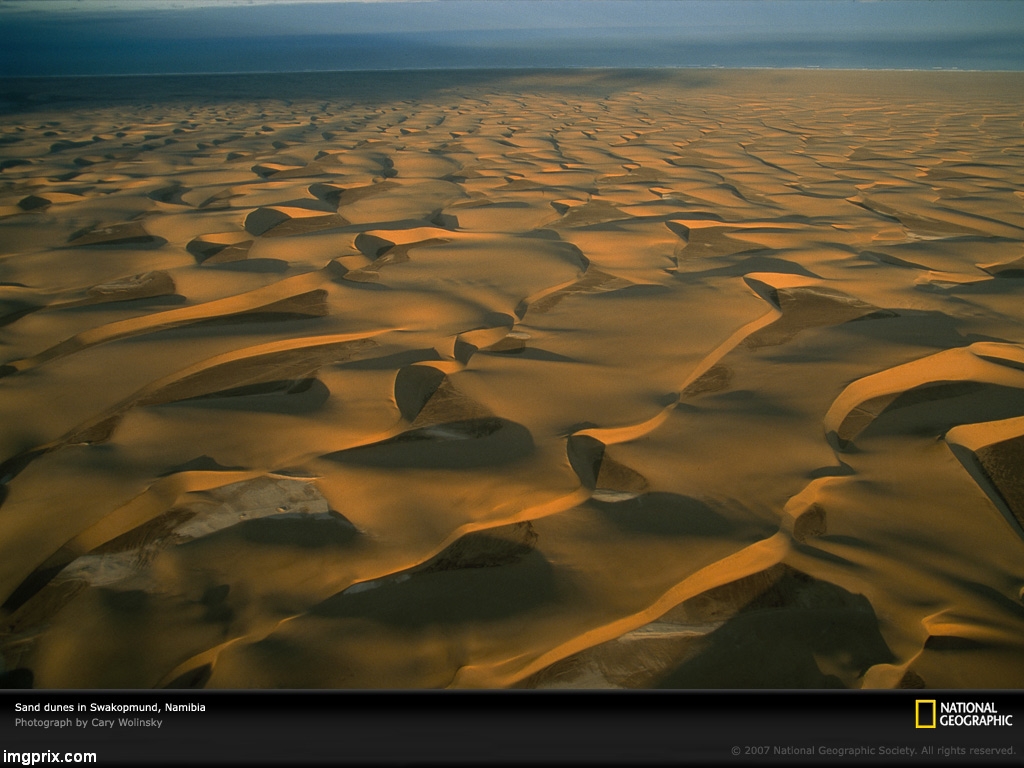 Sand dunes in Swakopmund, Namibia
Photograph by Cary Wolinsky
NATIONAL
GEOGRAPHIC
© 2007 National Geographic Society. All rights reserved.
imgprix.com